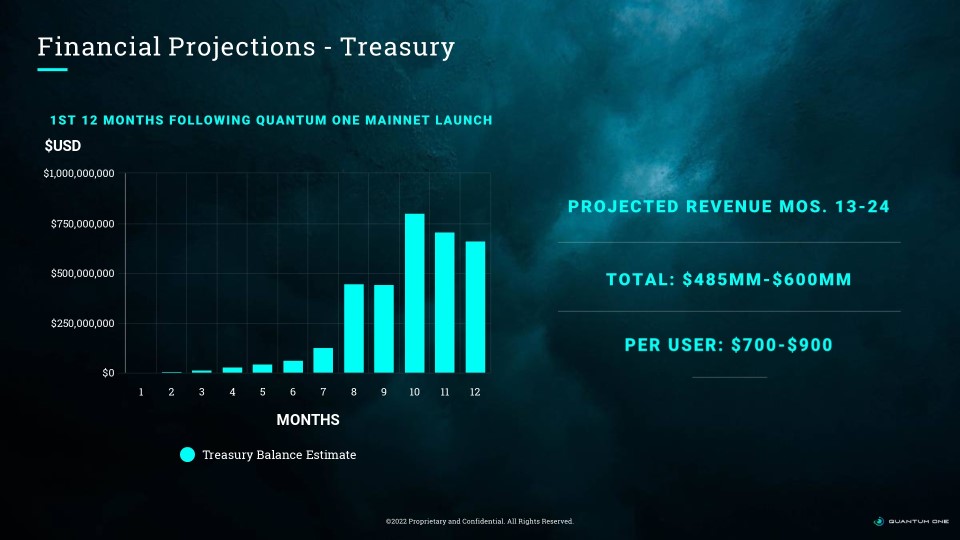 Financial Projections - Treasury
1ST 12 MONTHS FOLLOWING QUANTUM ONE MAINNET LAUNCH
$USD
$1,000,000,000
$750,000,000
$500,000,000
$250,000,000
$0
1 2 3 4 5 6 7 8 9 10 11 12
MONTHS
Treasury Balance Estimate
PROJECTED REVENUE MOS. 13-24
TOTAL: $485MM-$600MM
PER USER: $700-$900
©2022 Proprietary and Confidential. All Rights Reserved.
QUANTUM ONE